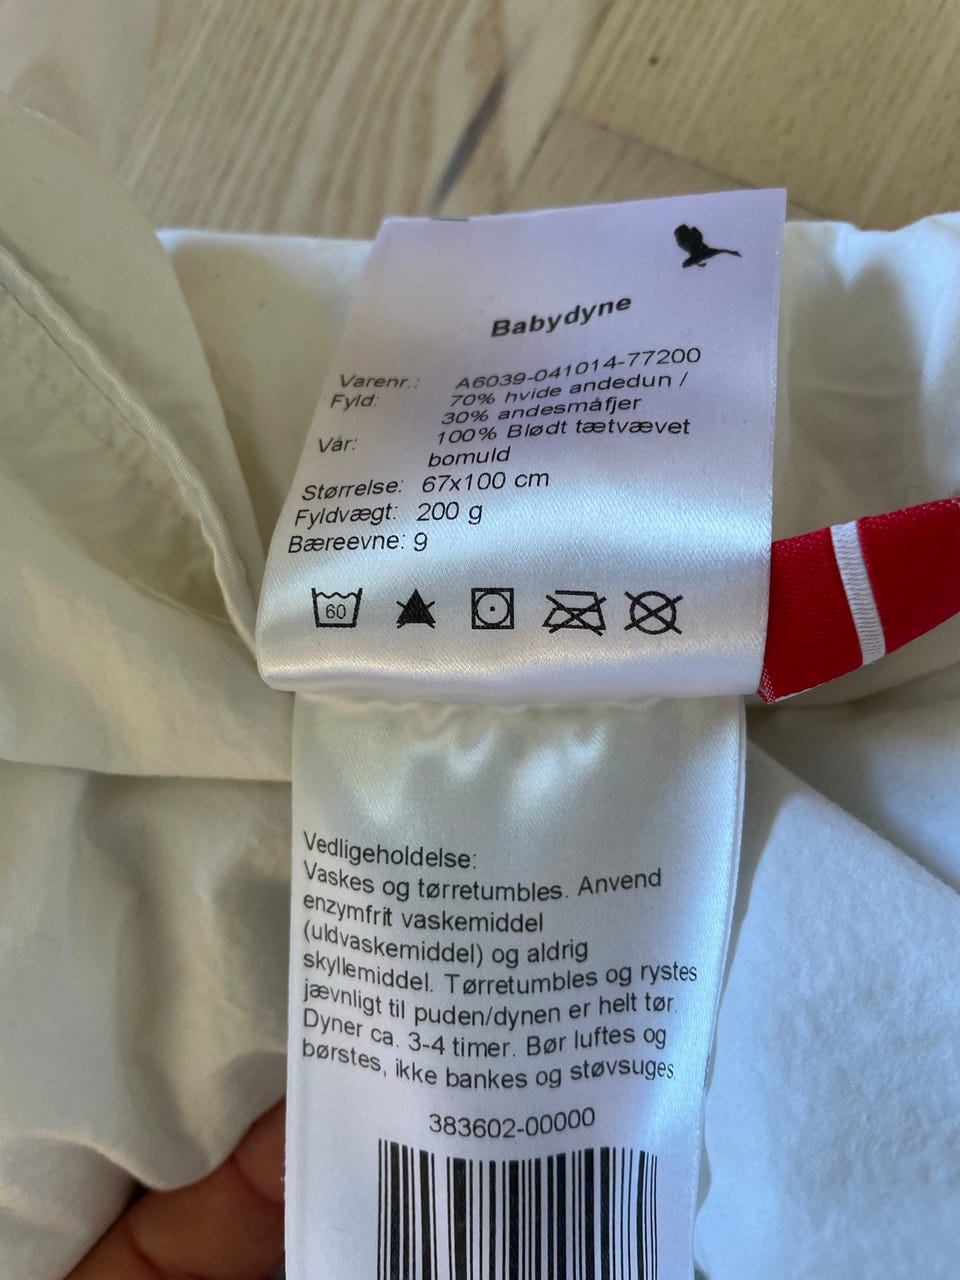 Babydyne
Varenr.: A6039-041014-77200
Fyld: 70% hvide andedun /
30% andesmåfjer
Vår: 100% Blødt tætvævet
bomuld
Størrelse: 67x100 cm
Fyldvægt: 200 g
Bæreevne: 9
60
Vedligeholdelse:
Vaskes og tørretumbles. Anvend
enzymfrit vaskemiddel
(uldvaskemiddel) og aldrig
skyllemiddel. Tørretumbles og rystes
jævnligt til puden/dynen er helt tør.
Dyner ca. 3-4 timer. Bør luftes og
børstes, ikke bankes og støvsuges.
383602-00000